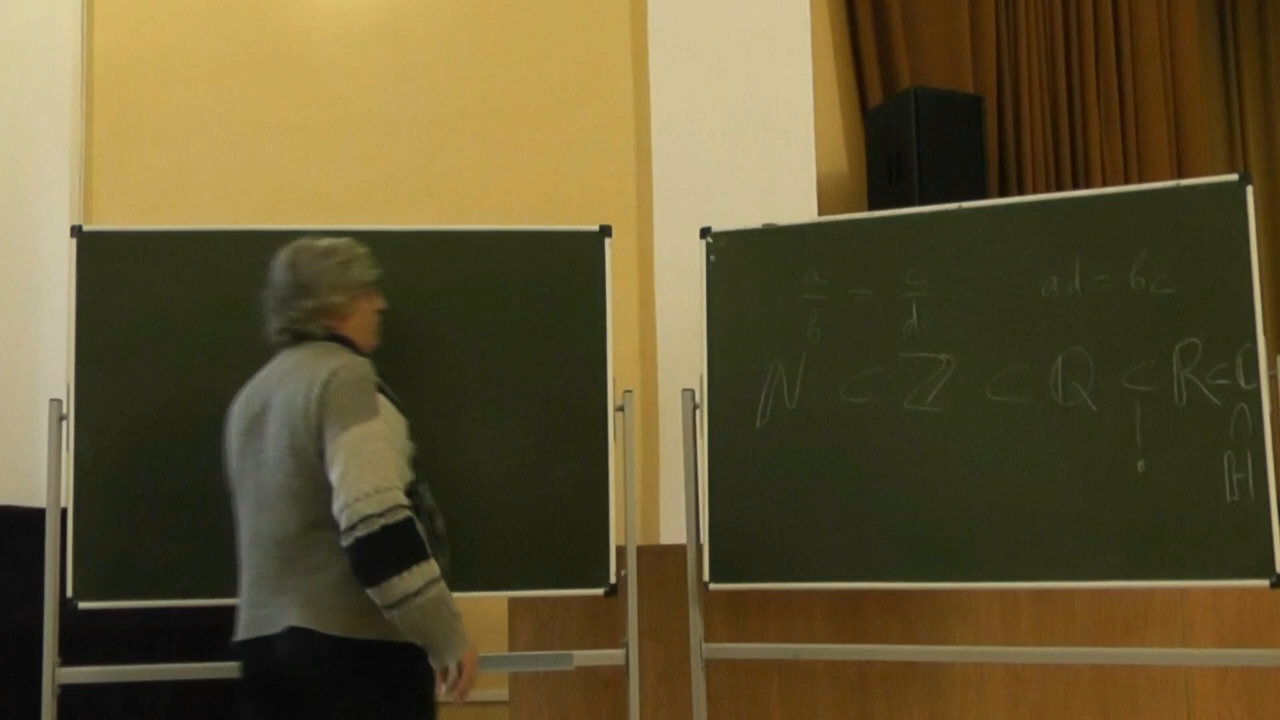 a/b = c/d ad = bc
ℕ ⊂ ℤ ⊂ ℚ ⊂ ℝ ⊂ ℂ
!
∩
ℍ